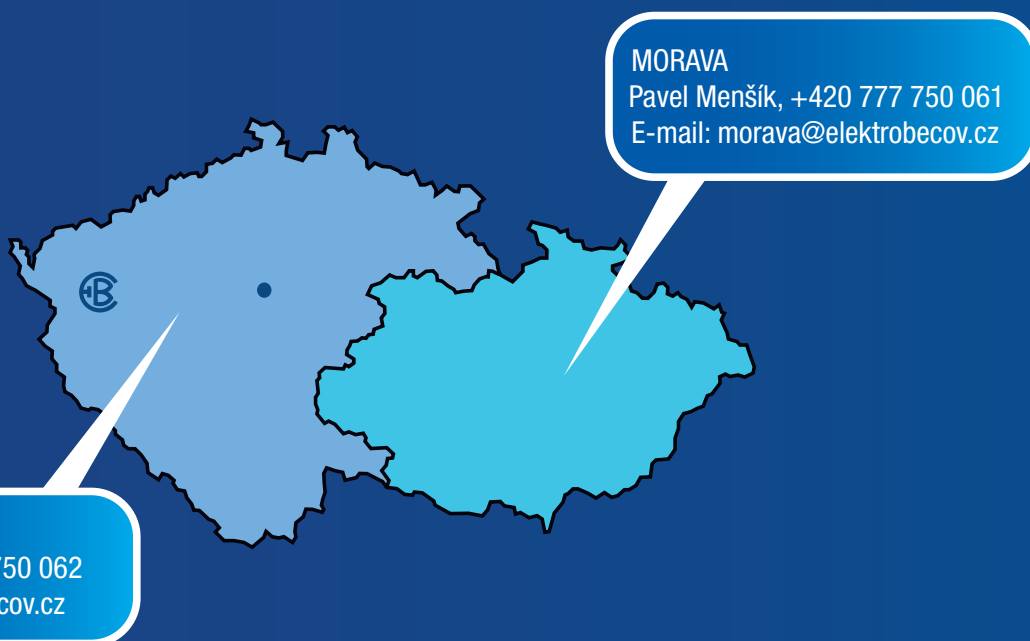 MORAVA
Pavel Menšík, +420 777 750 061
E-mail: morava@elektrobecov.cz
750 062
cov.cz